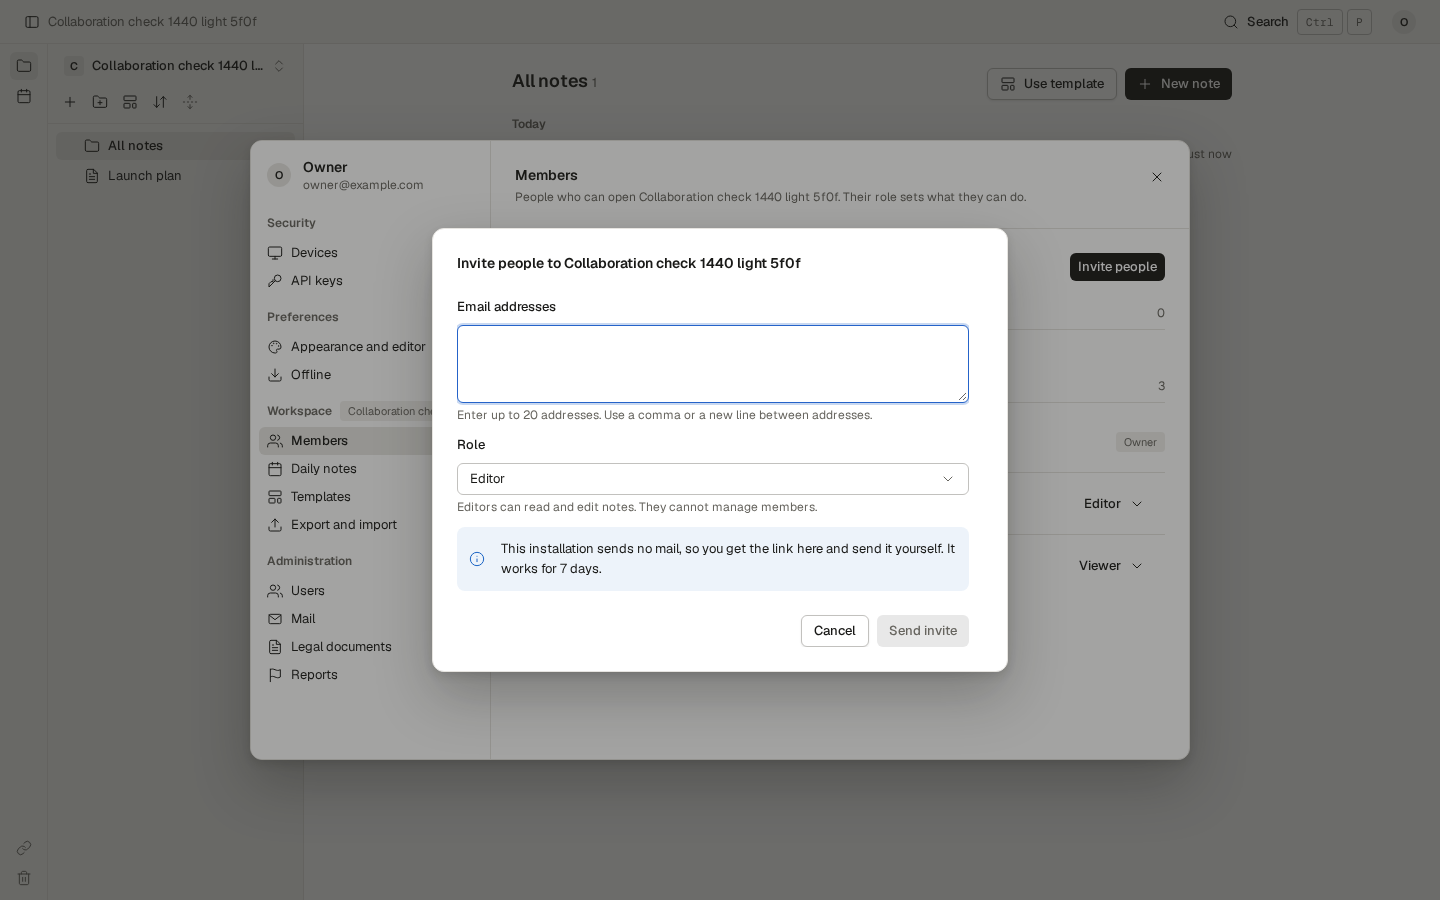 Collaboration check 1440 light 5f0f
Search Ctrl P O
C Collaboration check 1440 l...
All notes 1
Use template
New note
Today
All notes
Launch plan
just now
O Owner
owner@example.com
Security
Devices
API keys
Preferences
Appearance and editor
Offline
Workspace Collaboration che
Members
Daily notes
Templates
Export and import
Administration
Users
Mail
Legal documents
Reports
Members
People who can open Collaboration check 1440 light 5f0f. Their role sets what they can do.
Invite people
0
3
Owner
Editor
Viewer
Invite people to Collaboration check 1440 light 5f0f
Email addresses
Enter up to 20 addresses. Use a comma or a new line between addresses.
Role
Editor
Editors can read and edit notes. They cannot manage members.
This installation sends no mail, so you get the link here and send it yourself. It
works for 7 days.
Cancel
Send invite